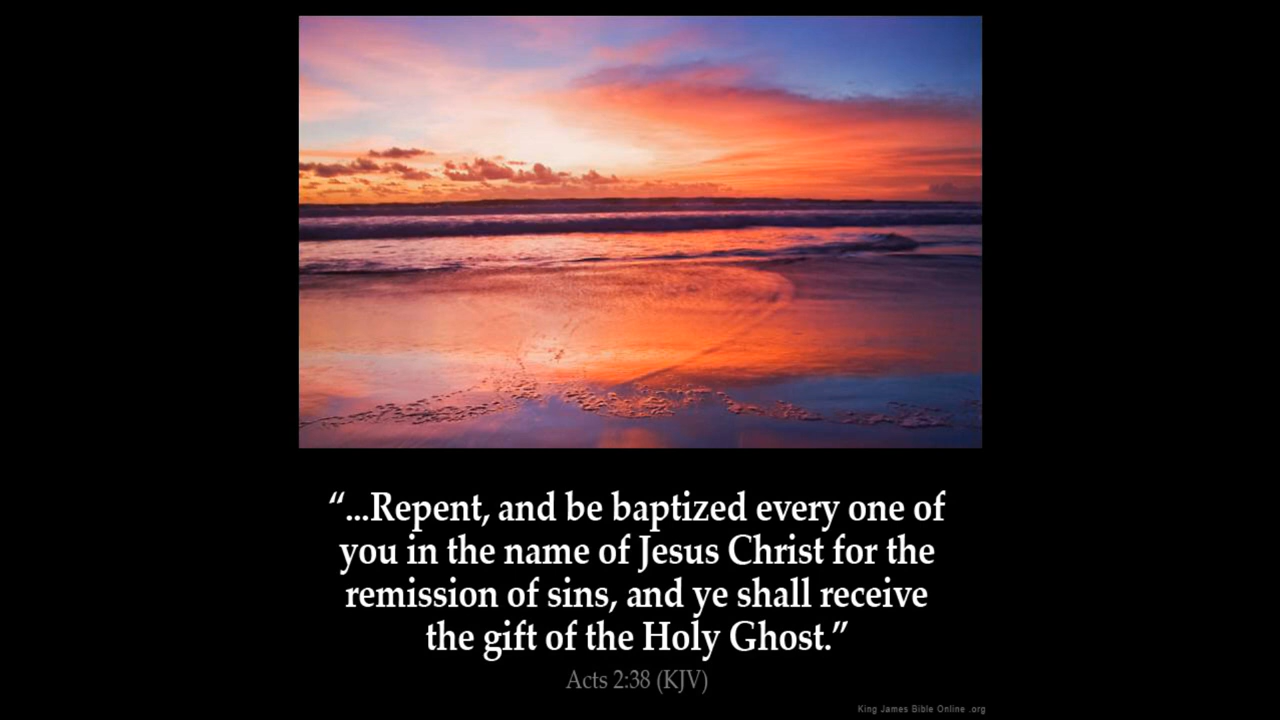 “...Repent, and be baptized every one of
you in the name of Jesus Christ for the
remission of sins, and ye shall receive
the gift of the Holy Ghost.”
Acts 2:38 (KJV)
King James Bible Online .org